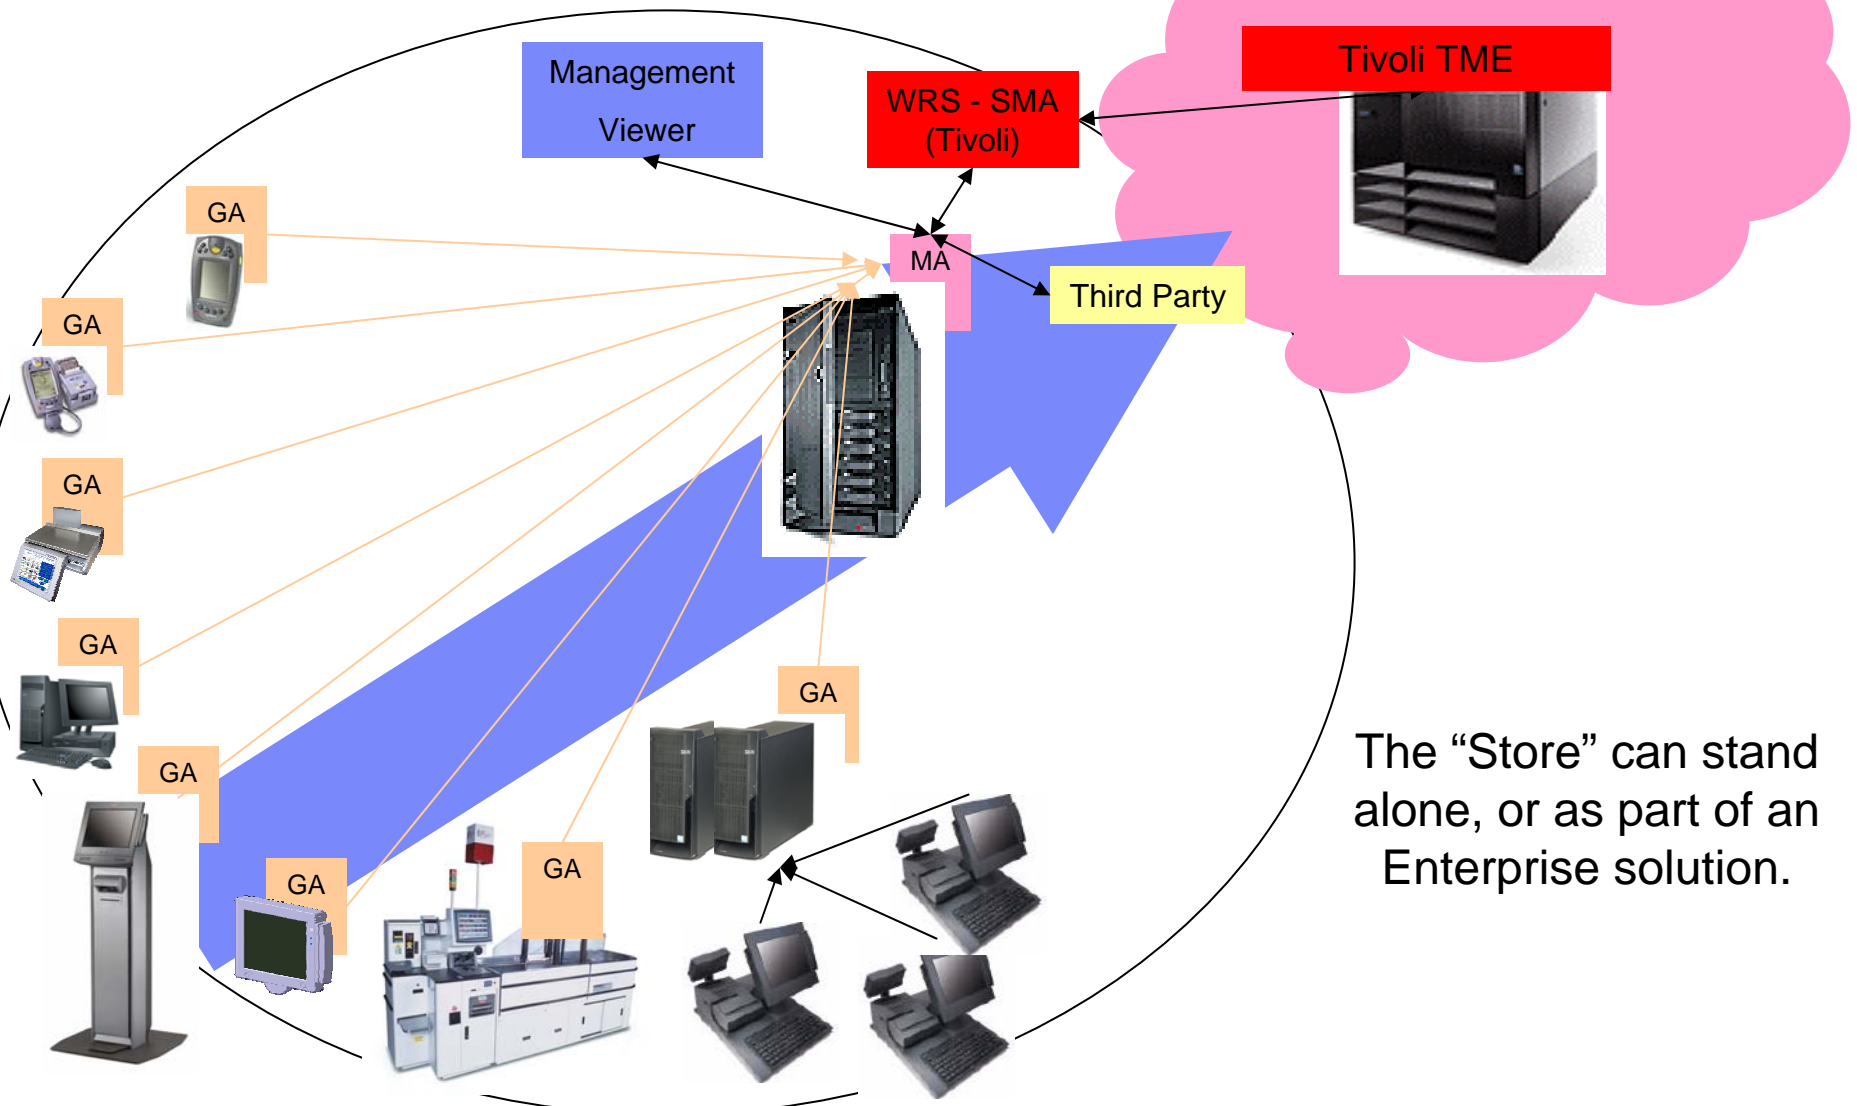 Management
Viewer
WRS - SMA
(Tivoli)
Tivoli TME
GA
MA
Third Party
GA
GA
GA
GA
GA
GA
GA
The “Store” can stand
alone, or as part of an
Enterprise solution.